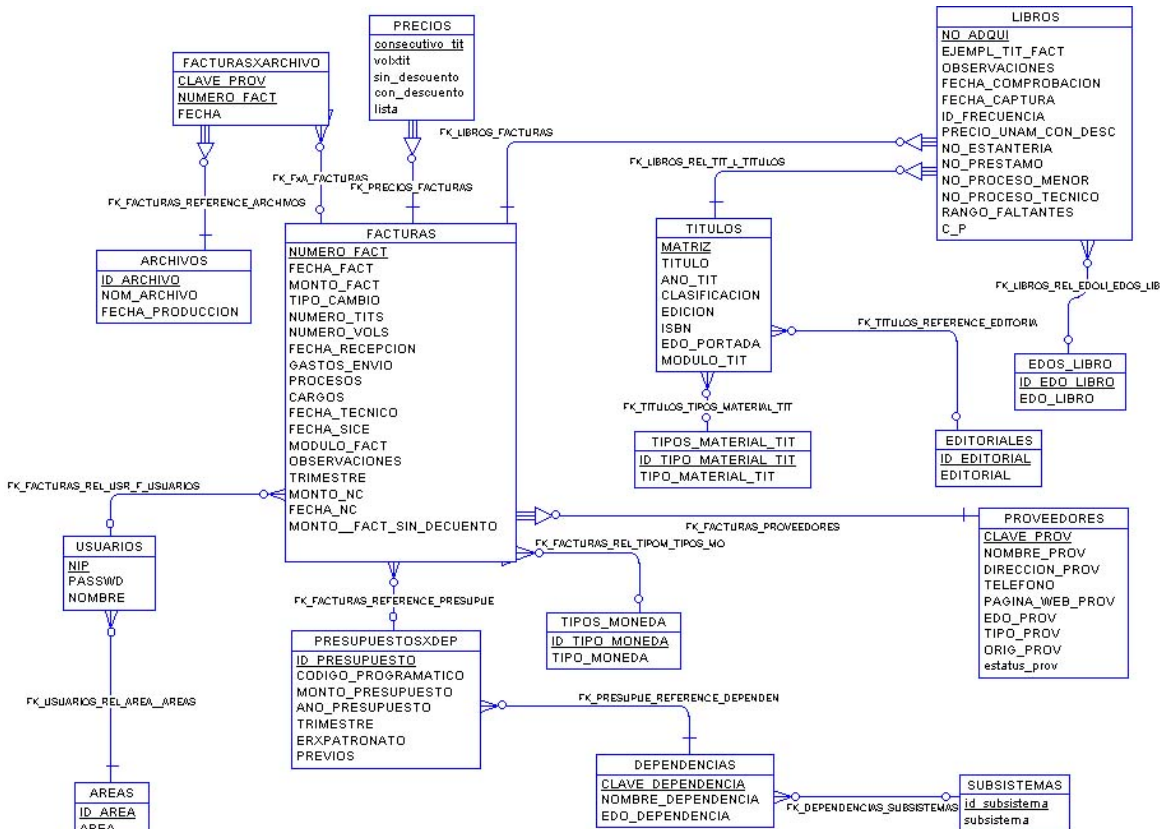 PRECIOS
consecutivo_tit
volxtit
sin_descuento
con_descuento
lista
FACTURASXARCHIVO
CLAVE_PROV
NUMERO_FACT
FECHA
LIBROS
NO_ADQUI
EJEMPL_TIT_FACT
OBSERVACIONES
FECHA_COMPROBACION
FECHA_CAPTURA
ID_FRECUENCIA
PRECIO_UNAM_CON_DESC
NO_ESTANTERIA
NO_PRESTAMO
NO_PROCESO_MENOR
NO_PROCESO_TECNICO
RANGO_FALTANTES
C_P
FK_LIBROS_FACTURAS
FK_LIBROS_REL_TIT_L_TITULOS
FK_FXA_FACTURAS
FK_PRECIOS_FACTURAS
FK_FACTURAS_REFERENCE_ARCHIVOS
ARCHIVOS
ID_ARCHIVO
NOM_ARCHIVO
FECHA_PRODUCCION
FACTURAS
NUMERO_FACT
FECHA_FACT
MONTO_FACT
TIPO_CAMBIO
NUMERO_TITS
NUMERO_VOLS
FECHA_RECEPCION
GASTOS_ENVIO
PROCESOS
CARGOS
FECHA_TECNICO
FECHA_SICE
MODULO_FACT
OBSERVACIONES
TRIMESTRE
MONTO_NC
FECHA_NC
MONTO__FACT_SIN_DECUENTO
TITULOS
MATRIZ
TITULO
ANO_TIT
CLASIFICACION
EDICION
ISBN
EDO_PORTADA
MODULO_TIT
FK_LIBROS_REL_EDOLI_EDOS_LIB
FK_TITULOS_REFERENCE_EDITORIA
EDOS_LIBRO
ID_EDO_LIBRO
EDO_LIBRO
FK_TITULOS_TIPOS_MATERIAL_TIT
TIPOS_MATERIAL_TIT
ID_TIPO_MATERIAL_TIT
TIPO_MATERIAL_TIT
EDITORIALES
ID_EDITORIAL
EDITORIAL
FK_FACTURAS_REL_USR_F_USUARIOS
USUARIOS
NIP
PASSWD
NOMBRE
FK_FACTURAS_PROVEEDORES
PROVEEDORES
CLAVE_PROV
NOMBRE_PROV
DIRECCION_PROV
TELEFONO
PAGINA_WEB_PROV
EDO_PROV
TIPO_PROV
ORIG_PROV
estatus_prov
FK_FACTURAS_REL_TIPOM_TIPOS_MO
TIPOS_MONEDA
ID_TIPO_MONEDA
TIPO_MONEDA
FK_FACTURAS_REFERENCE_PRESUPUE
PRESUPUESTOSXDEP
ID_PRESUPUESTO
CODIGO_PROGRAMATICO
MONTO_PRESUPUESTO
ANO_PRESUPUESTO
TRIMESTRE
ERXPATRONATO
PREVIOS
FK_PRESUPUE_REFERENCE_DEPENDEN
FK_USUARIOS_REL_AREA__AREAS
AREAS
ID_AREA
AREA
DEPENDENCIAS
CLAVE_DEPENDENCIA
NOMBRE_DEPENDENCIA
EDO_DEPENDENCIA
FK_DEPENDENCIAS_SUBSISTEMAS
SUBSISTEMAS
id_subsistema
subsistema